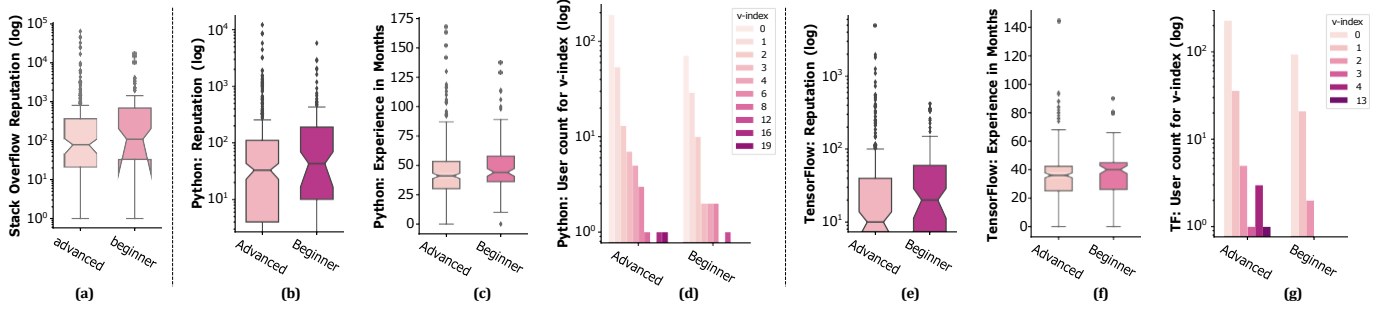 Stack Overflow Reputation (log)
10^5
10^4
10^3
10^2
10^1
10^0
advanced
beginner
(a)
Python: Reputation (log)
10^4
10^3
10^2
10^1
Advanced
Beginner
(b)
Python: Experience in Months
175
150
125
100
75
50
25
0
Advanced
Beginner
(c)
Python: User count for v-index (log)
10^2
10^1
10^0
v-index
0
1
2
3
4
6
8
12
16
19
Advanced
Beginner
(d)
TensorFlow: Reputation (log)
10^3
10^2
10^1
Advanced
Beginner
(e)
TensorFlow: Experience in Months
140
120
100
80
60
40
20
0
Advanced
Beginner
(f)
TF: User count for v-index (log)
10^2
10^1
10^0
v-index
0
1
2
3
4
13
Advanced
Beginner
(g)